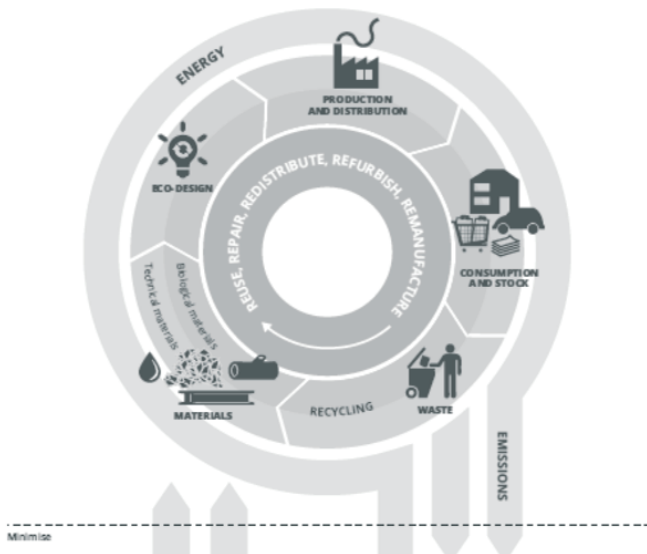 ENERGY
PRODUCTION
AND DISTRIBUTION
ECO-DESIGN
REUSE, REPAIR, REDISTRIBUTE, REFURBISH, REMANUFACTURE
CONSUMPTION
AND STOCK
Technical materials
Biological materials
MATERIALS
RECYCLING
WASTE
EMISSIONS
Minimise